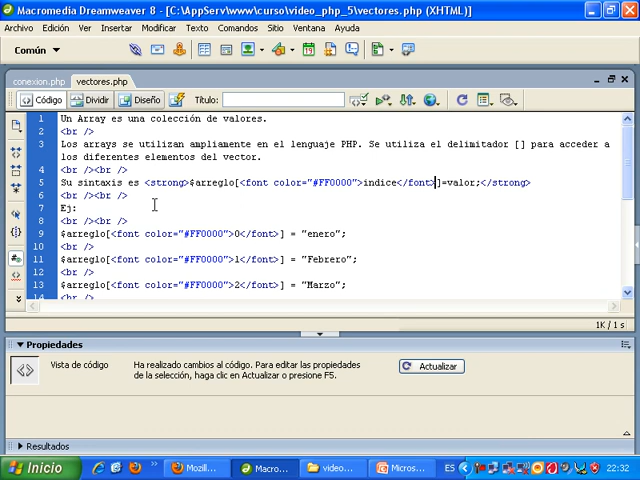 Macromedia Dreamweaver 8 - [C:\AppServ\www\curso\video_php_5\vectores.php (XHTML)]
Archivo Edición Ver Insertar Modificar Texto Comandos Sitio Ventana Ayuda
Común
conexion.php vectores.php
Código Dividir Diseño Título:
1 Un Array es una colección de valores.
2 <br />
3 Los arrays se utilizan ampliamente en el lenguaje PHP. Se utiliza el delimitador [] para acceder a
los diferentes elementos del vector.
4 <br /><br />
5 Su sintaxis es <strong>$arreglo[<font color="#FF0000">indice</font>]=valor;</strong>
6 <br /><br />
7 Ej:
8 <br /><br />
9 $arreglo[<font color="#FF0000">0</font>] = "enero";
10 <br />
11 $arreglo[<font color="#FF0000">1</font>] = "Febrero";
12 <br />
13 $arreglo[<font color="#FF0000">2</font>] = "Marzo";
14 <br />
1K / 1 s
Propiedades
Vista de código Ha realizado cambios al código. Para editar las propiedades
de la selección, haga clic en Actualizar o presione F5.
Actualizar
Resultados
Inicio Mozill... Macro... video... Micros... ES 22:32